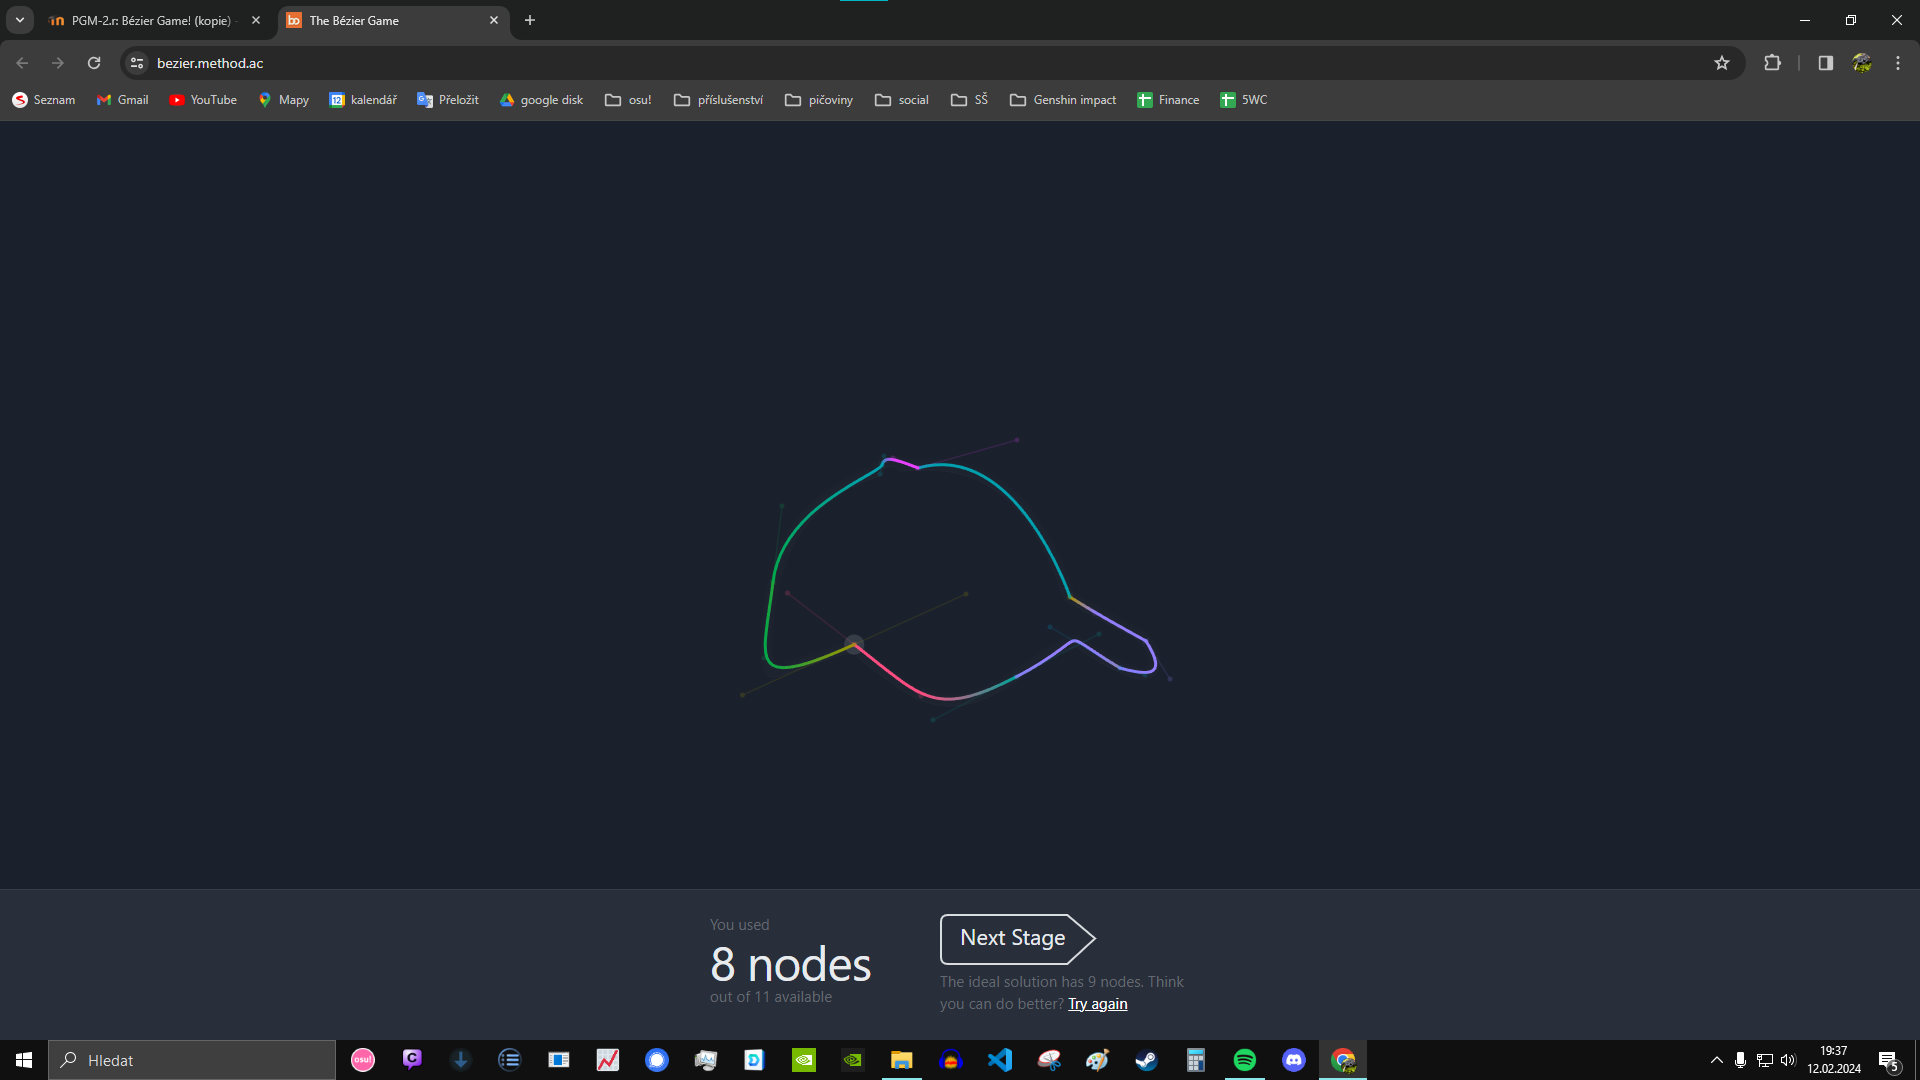 PGM-2.r: Bézier Game! (kopie)
The Bézier Game
bezier.method.ac
Seznam
Gmail
YouTube
Mapy
12
kalendář
Přeložit
google disk
osu!
příslušenství
pičoviny
social
SŠ
Genshin impact
Finance
5WC
You used
8 nodes
out of 11 available
Next Stage
The ideal solution has 9 nodes. Think
you can do better? Try again
Hledat
osu!
19:37
12.02.2024
5